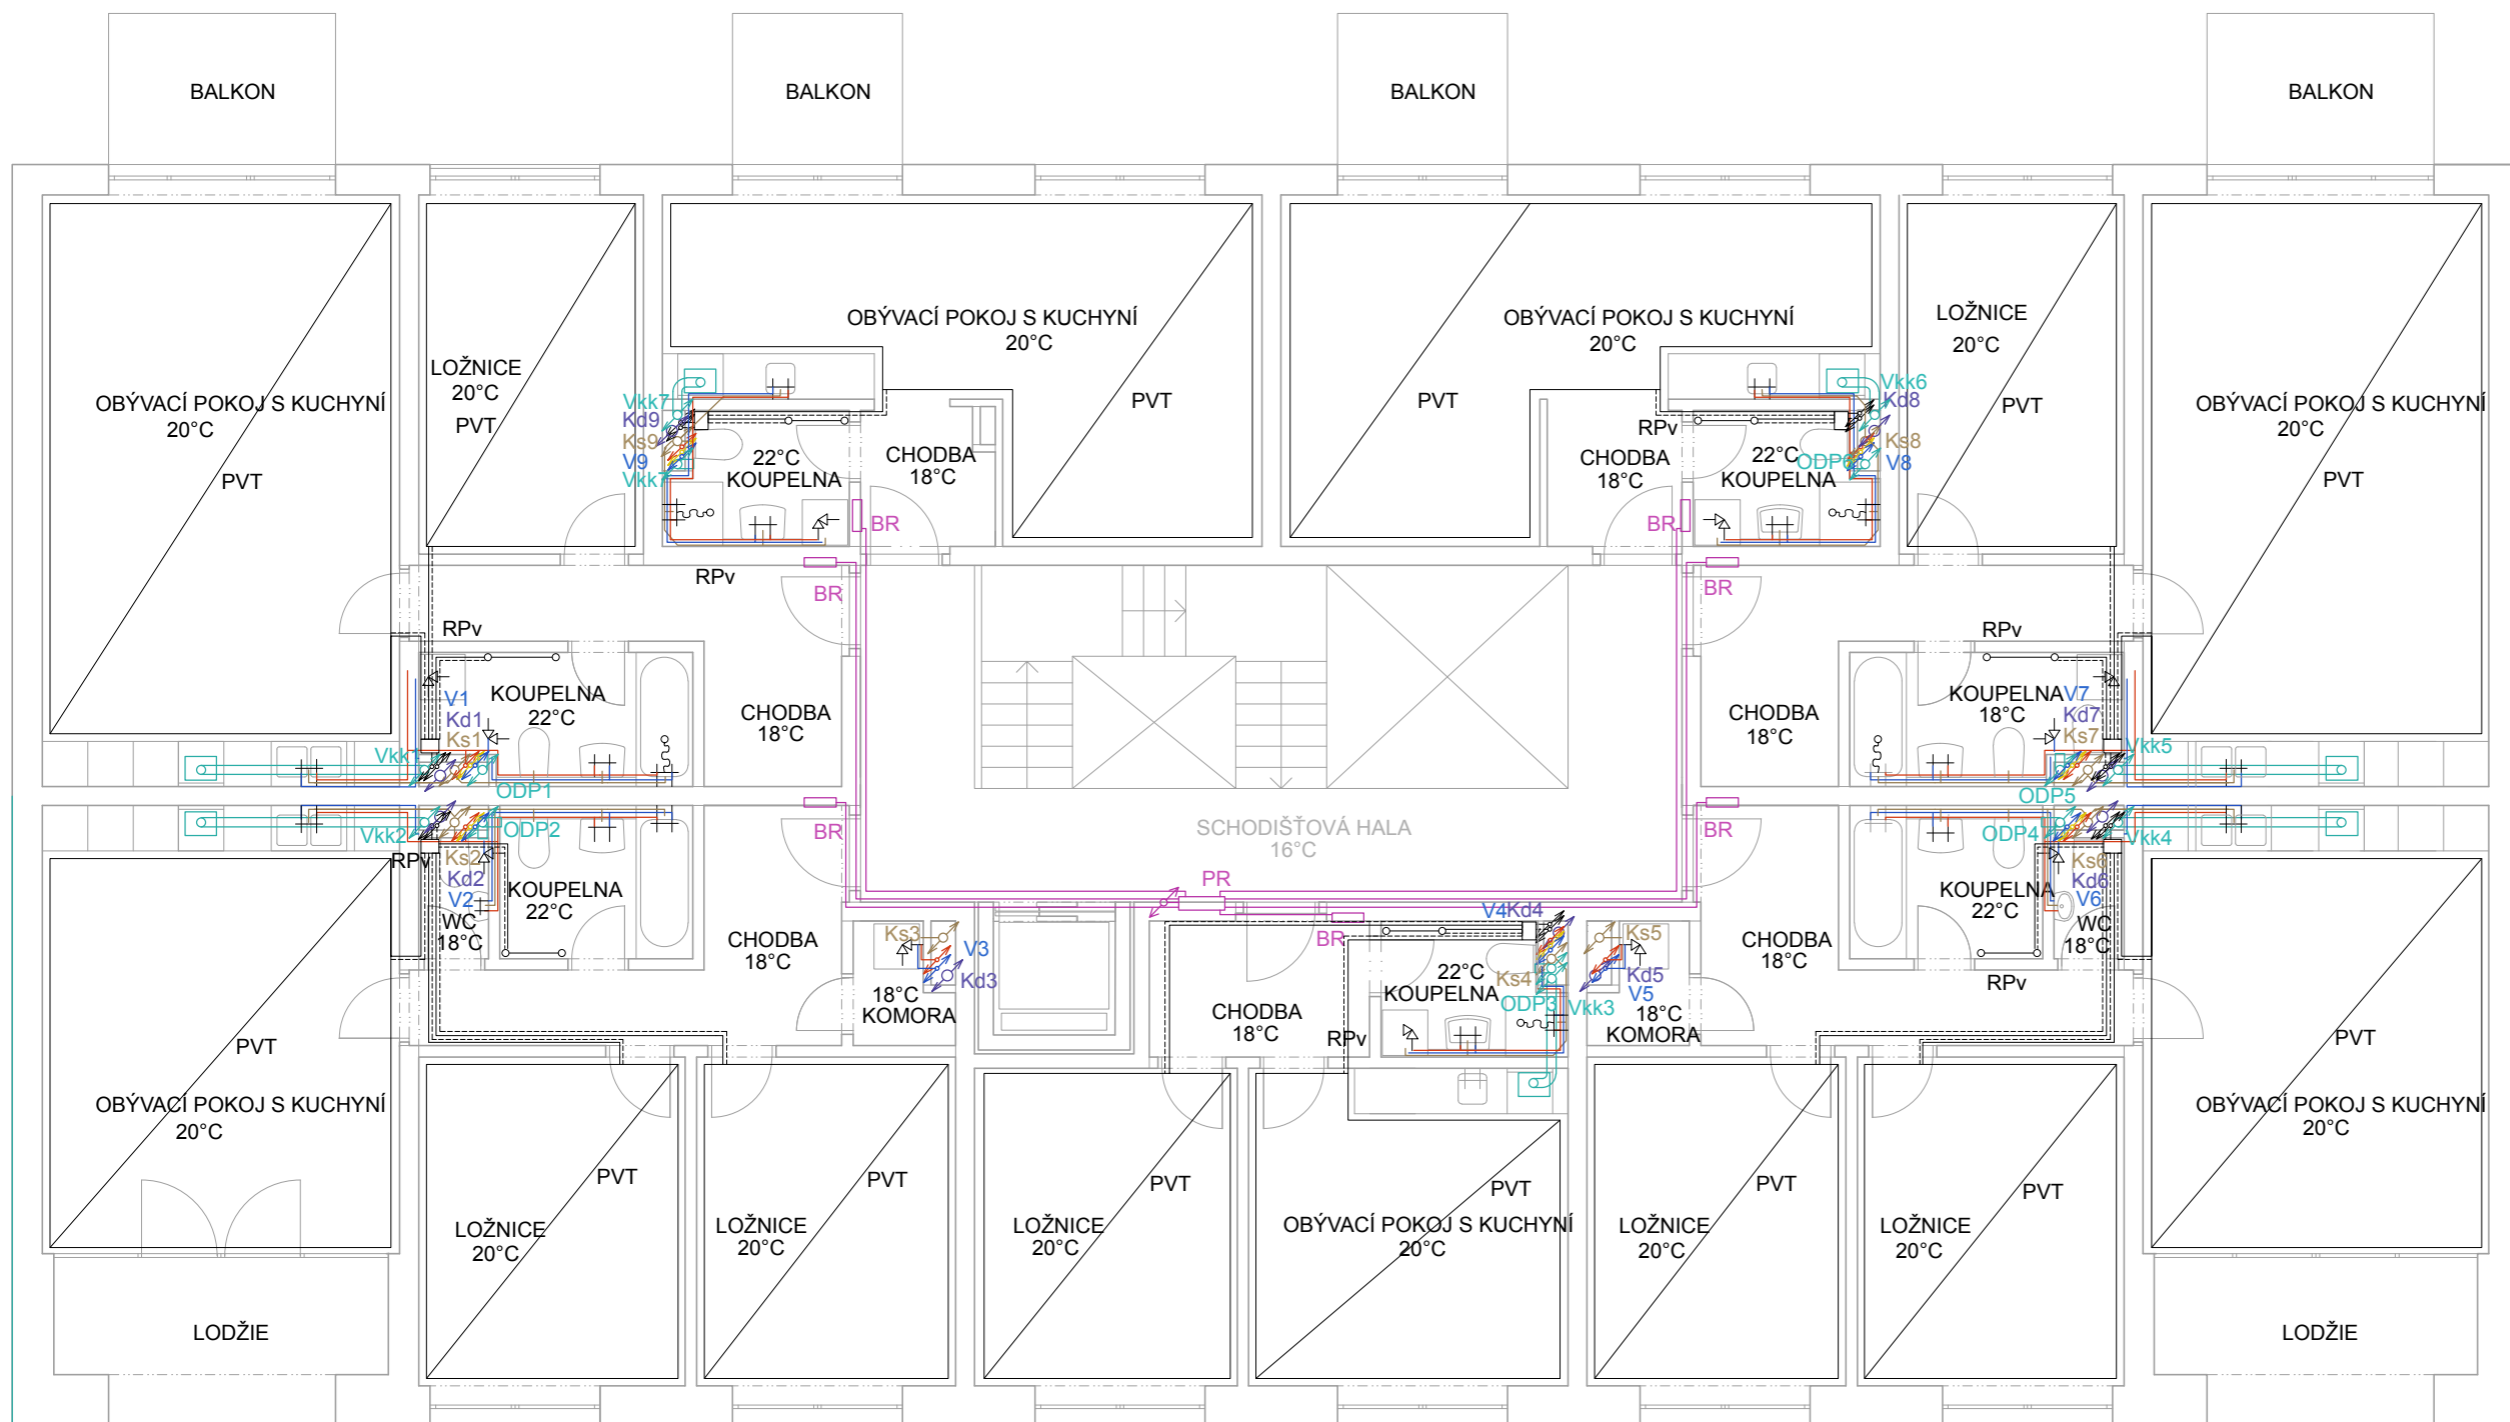 BALKON
BALKON
BALKON
BALKON
OBÝVACÍ POKOJ S KUCHYNÍ
20°C
PVT
LOŽNICE
20°C
PVT
OBÝVACÍ POKOJ S KUCHYNÍ
20°C
PVT
OBÝVACÍ POKOJ S KUCHYNÍ
20°C
PVT
LOŽNICE
20°C
PVT
OBÝVACÍ POKOJ S KUCHYNÍ
20°C
PVT
Vkk7
Kd9
Ks9
V9
Vkk7
22°C
KOUPELNA
CHODBA
18°C
BR
RPv
CHODBA
18°C
22°C
KOUPELNA
ODP6
Vkk6
Kd8
Ks8
V8
BR
RPv
BR
BR
RPv
V1
Kd1
Ks1
Vkk1
KOUPELNA
22°C
CHODBA
18°C
ODP1
RPv
CHODBA
18°C
KOUPELNA
18°C
V7
Kd7
Ks7
Vkk5
ODP5
Vkk2
ODP2
BR
SCHODIŠŤOVÁ HALA
16°C
BR
ODP4
Vkk4
RPv
Ks2
Kd2
V2
WC
18°C
KOUPELNA
22°C
PR
KOUPELNA
22°C
Ks6
Kd6
V6
WC
18°C
CHODBA
18°C
Ks3
V3
Kd3
18°C
KOMORA
BR
V4
Kd4
22°C
KOUPELNA
Ks4
ODP3
Vkk3
CHODBA
18°C
RPv
Ks5
Kd5
V5
18°C
KOMORA
CHODBA
18°C
RPv
PVT
OBÝVACÍ POKOJ S KUCHYNÍ
20°C
PVT
LOŽNICE
20°C
PVT
LOŽNICE
20°C
PVT
LOŽNICE
20°C
PVT
OBÝVACÍ POKOJ S KUCHYNÍ
20°C
PVT
LOŽNICE
20°C
PVT
LOŽNICE
20°C
PVT
OBÝVACÍ POKOJ S KUCHYNÍ
20°C
LODŽIE
LODŽIE